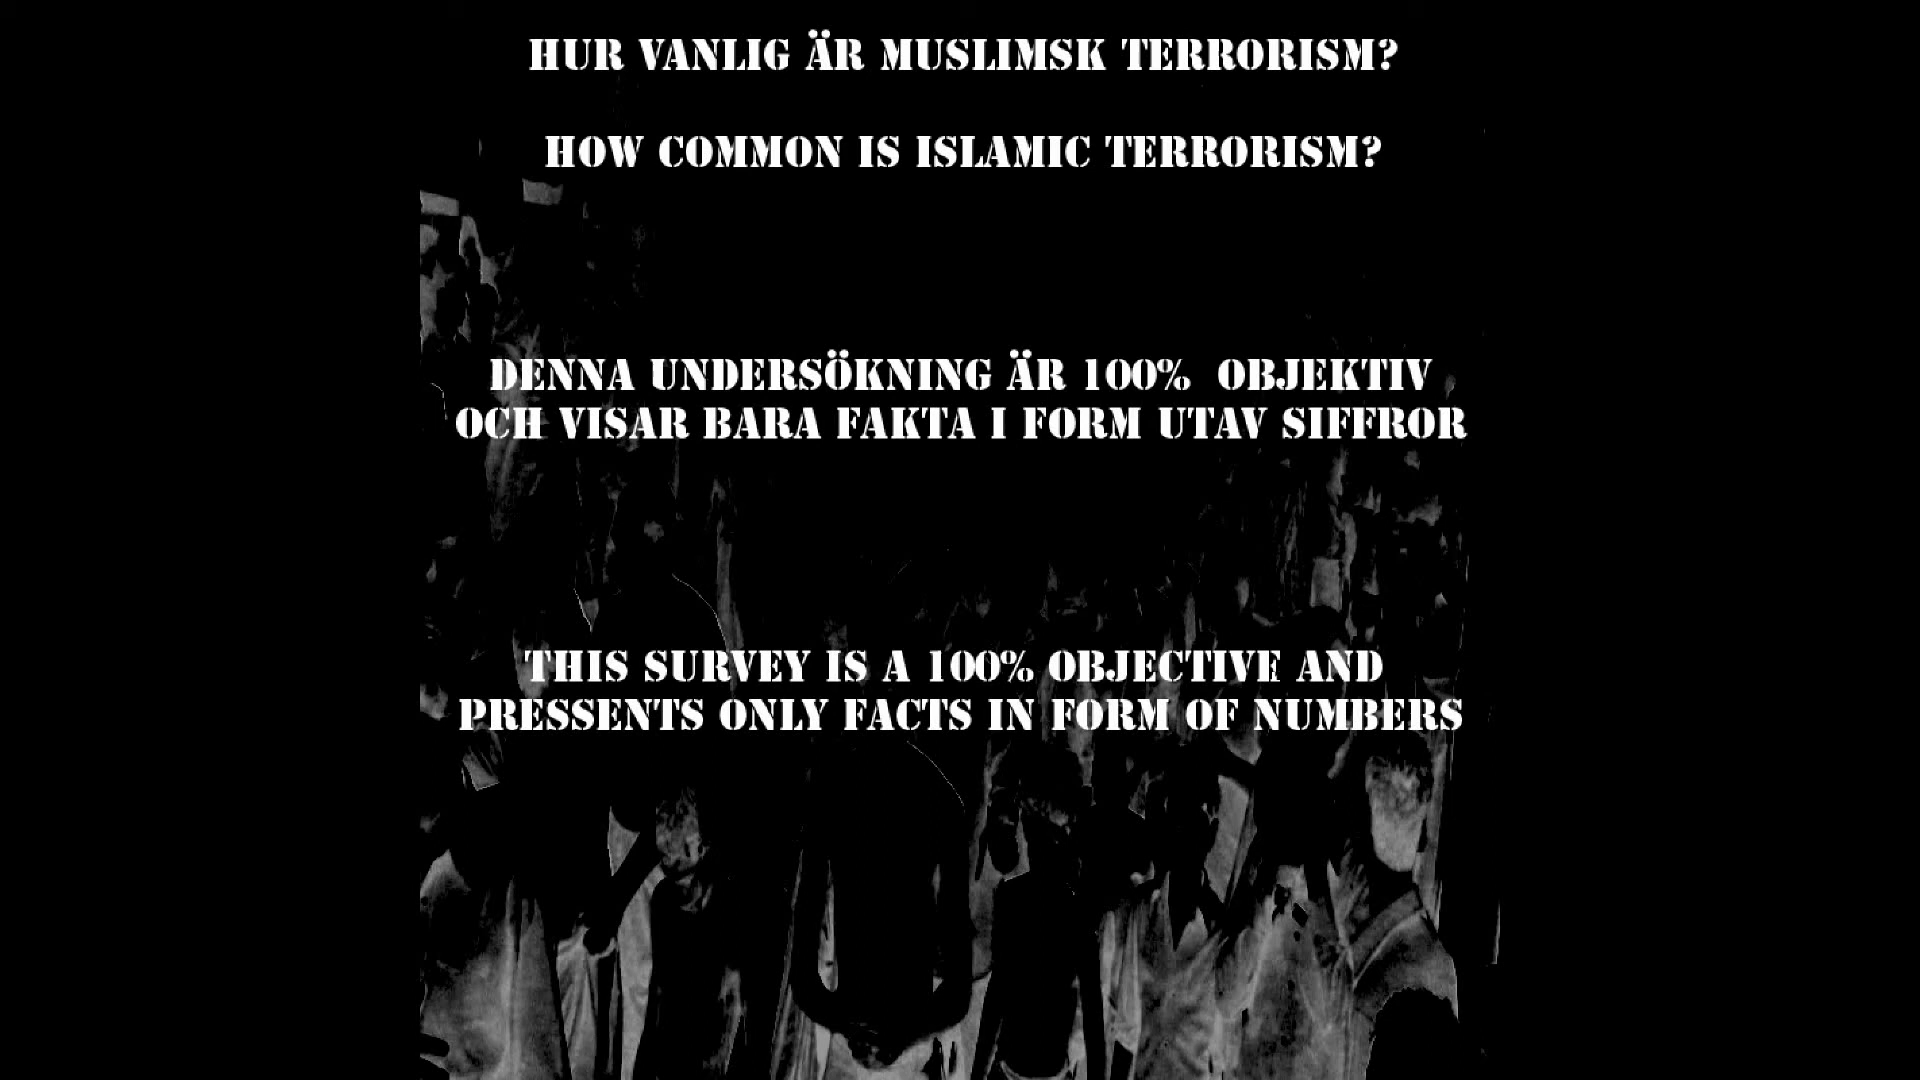 HUR VANLIG ÄR MUSLIMSK TERRORISM?
HOW COMMON IS ISLAMIC TERRORISM?
DENNA UNDERSÖKNING ÄR 100% OBJEKTIV
OCH VISAR BARA FAKTA I FORM UTAV SIFFROR
THIS SURVEY IS A 100% OBJECTIVE AND
PRESSENTS ONLY FACTS IN FORM OF NUMBERS